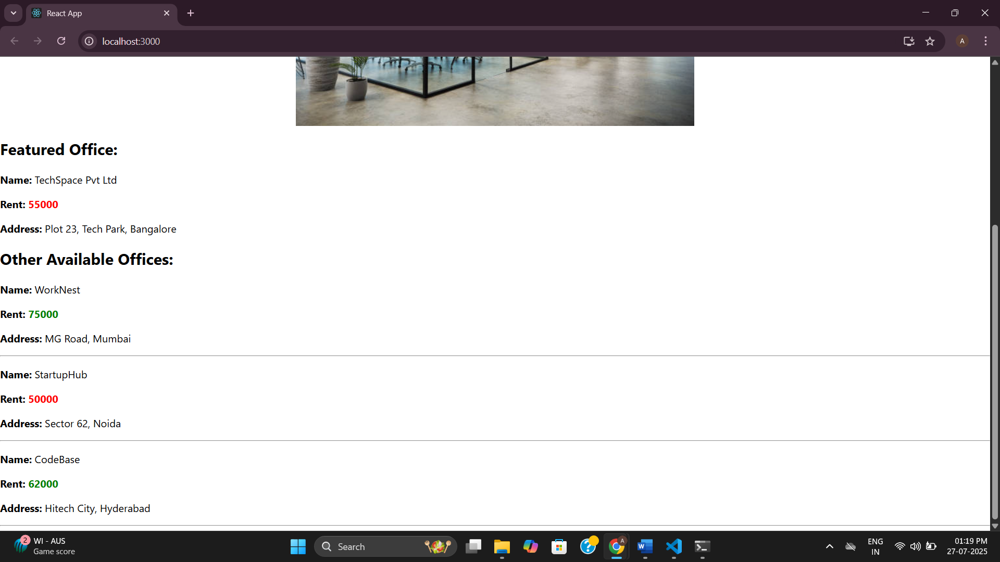 React App
localhost:3000
A
Featured Office:
Name: TechSpace Pvt Ltd
Rent: 55000
Address: Plot 23, Tech Park, Bangalore
Other Available Offices:
Name: WorkNest
Rent: 75000
Address: MG Road, Mumbai
Name: StartupHub
Rent: 50000
Address: Sector 62, Noida
Name: CodeBase
Rent: 62000
Address: Hitech City, Hyderabad
2
WI - AUS
Game score
Search
A
W
ENG
IN
01:19 PM
27-07-2025